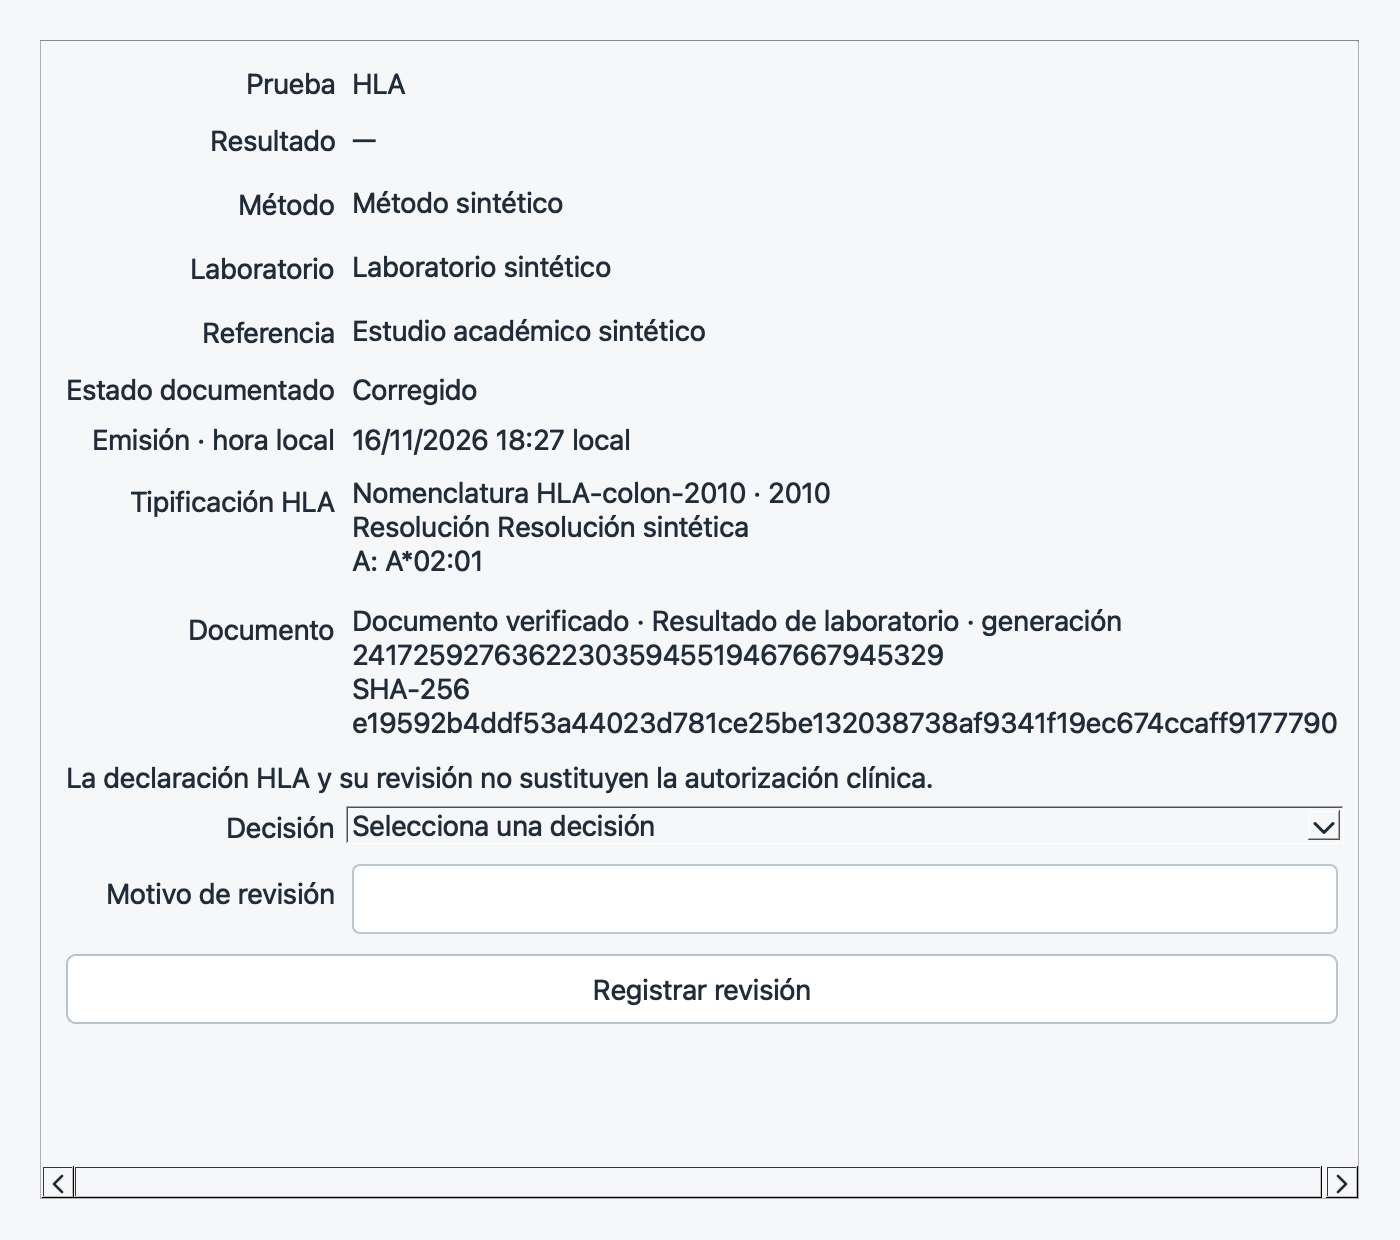 Prueba HLA
Resultado —
Método Método sintético
Laboratorio Laboratorio sintético
Referencia Estudio académico sintético
Estado documentado Corregido
Emisión · hora local 16/11/2026 18:27 local
Tipificación HLA Nomenclatura HLA-colon-2010 · 2010
Resolución Resolución sintética
A: A*02:01
Documento Documento verificado · Resultado de laboratorio · generación
241725927636223035945519467667945329
SHA-256
e19592b4ddf53a44023d781ce25be132038738af9341f19ec674ccaff9177790
La declaración HLA y su revisión no sustituyen la autorización clínica.
Decisión Selecciona una decisión
Motivo de revisión
Registrar revisión